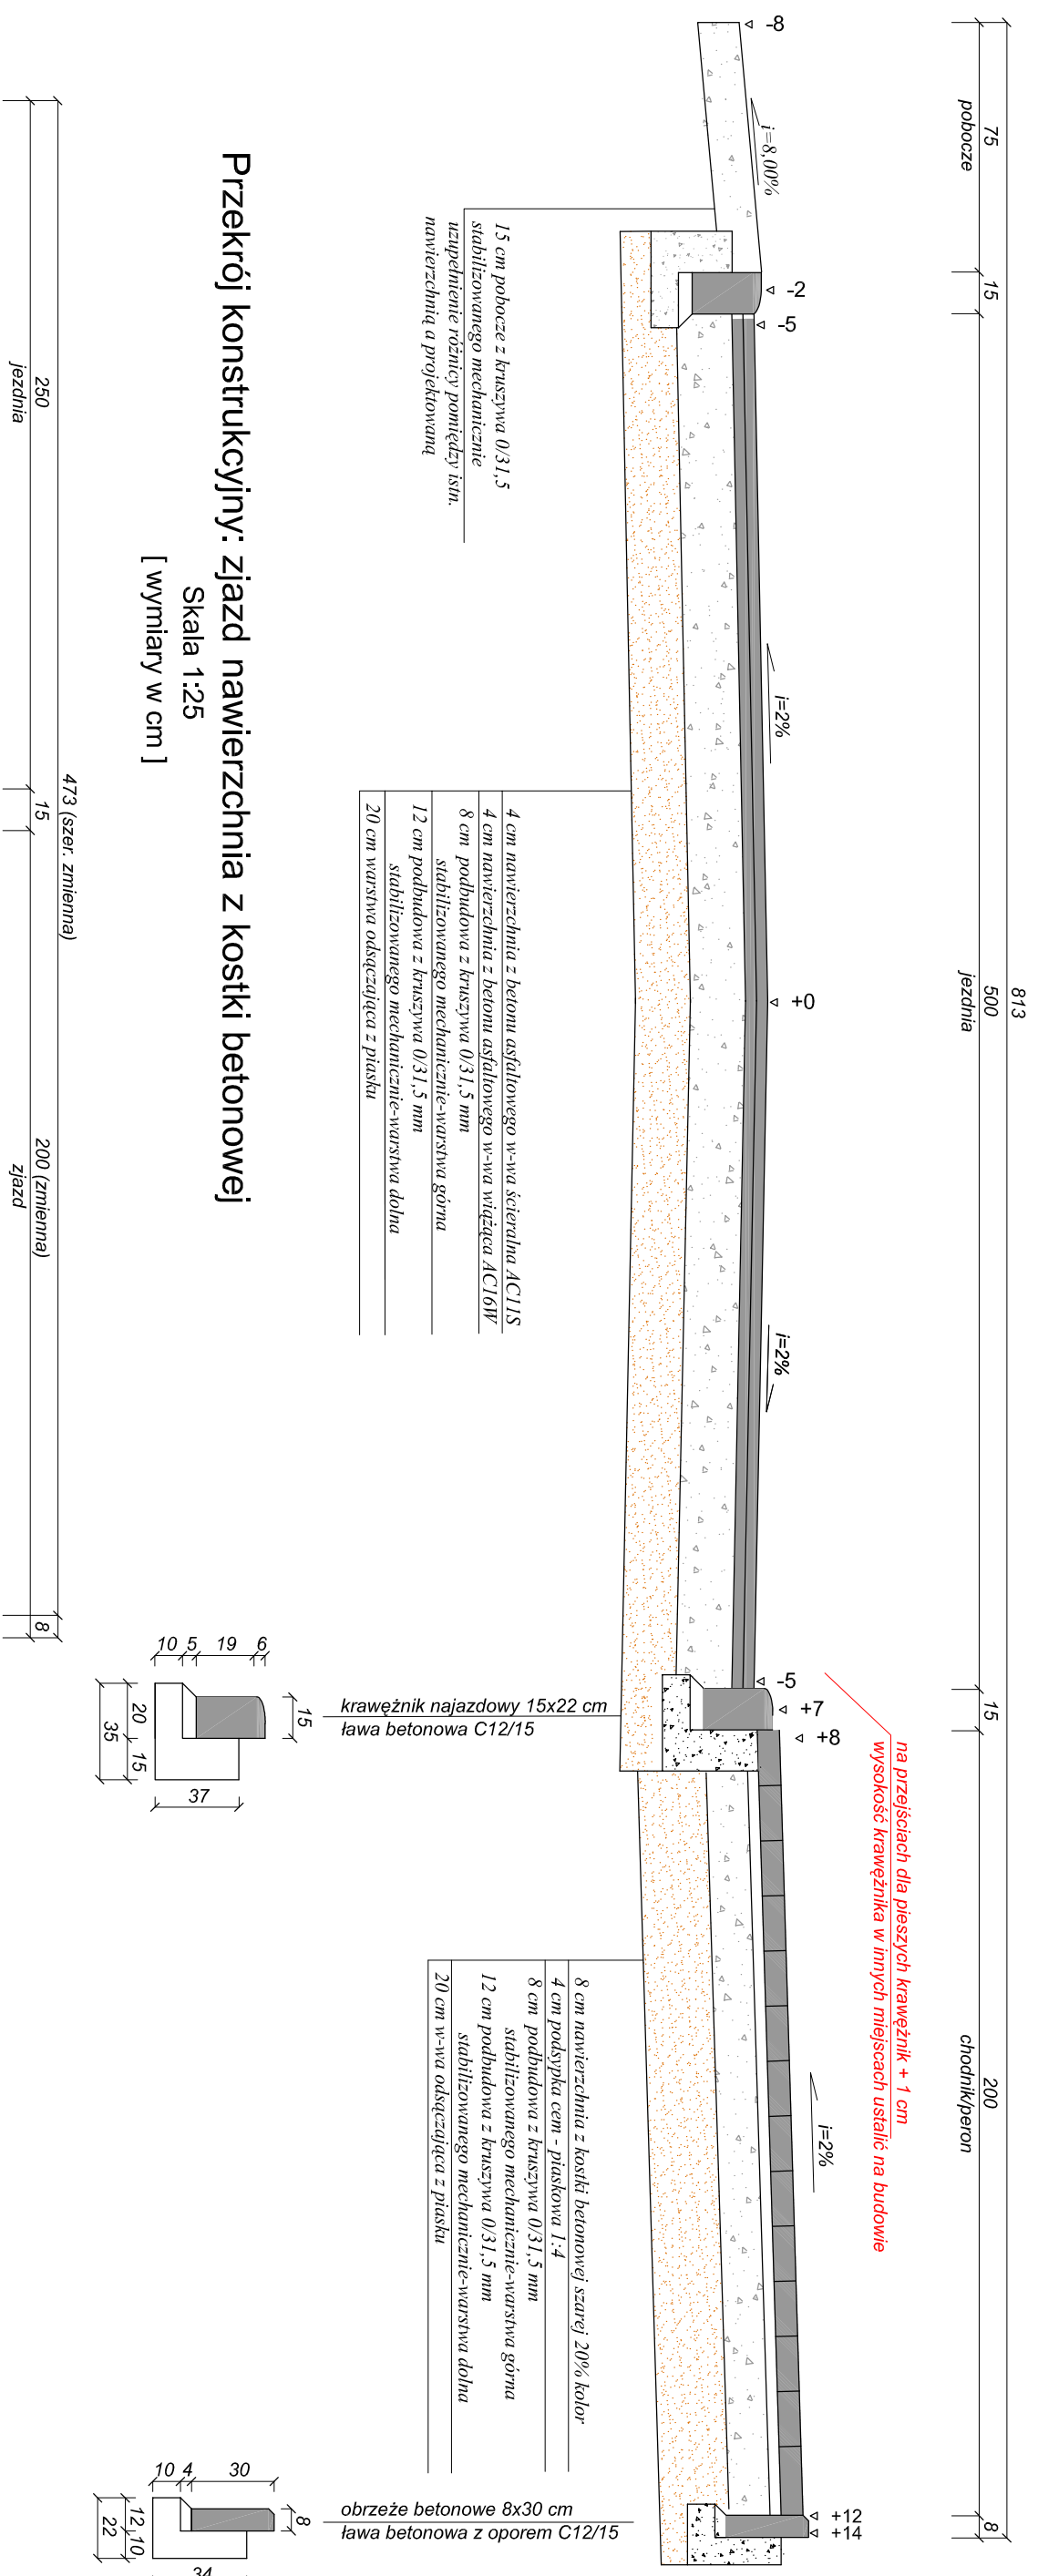 813
75
15
500
15
200
8
pobocze
jezdnia
chodnik/peron
na przejściach dla pieszych krawężnik + 1 cm
wysokość krawężnika w innych miejscach ustalić na budowie
-8
i=8,00%
-2
-5
i=2%
+0
i=2%
-5
+7
+8
i=2%
+12
+14
15 cm pobocze z kruszywa 0/31,5
stabilizowanego mechanicznie
uzupełnienie różnicy pomiędzy istn.
nawierzchnią a projektowaną
4 cm nawierzchnia z betonu asfaltowego w-wa ścieralna AC11S
4 cm nawierzchnia z betonu asfaltowego w-wa wiążąca AC16W
8 cm podbudowa z kruszywa 0/31,5 mm
stabilizowanego mechanicznie-warstwa górna
12 cm podbudowa z kruszywa 0/31,5 mm
stabilizowanego mechanicznie-warstwa dolna
20 cm warstwa odsączająca z piasku
8 cm nawierzchnia z kostki betonowej szarej 20% kolor
4 cm podsypka cem - piaskowa 1:4
8 cm podbudowa z kruszywa 0/31,5 mm
stabilizowanego mechanicznie-warstwa górna
12 cm podbudowa z kruszywa 0/31,5 mm
stabilizowanego mechanicznie-warstwa dolna
20 cm w-wa odsączająca z piasku
krawężnik najazdowy 15x22 cm
ława betonowa C12/15
10 5 19 6
15
20 15
35
37
obrzeże betonowe 8x30 cm
ława betonowa z oporem C12/15
10 4 30
8
12 10
22
34
Przekrój konstrukcyjny: zjazd nawierzchnia z kostki betonowej
Skala 1:25
[ wymiary w cm ]
473 (szer. zmienna)
250
15
200 (zmienna)
8
jezdnia
zjazd